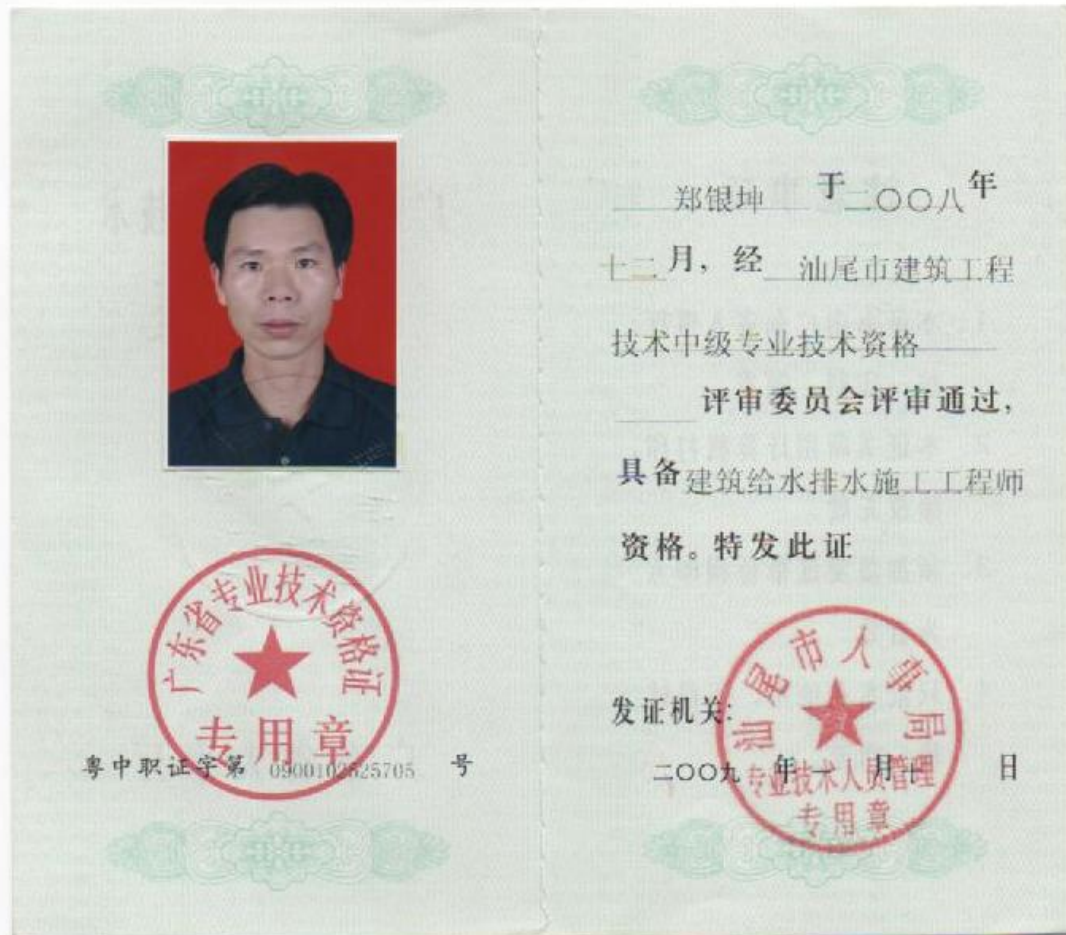 广东省专业技术资格证
专用章
粤中职证字第 0900102525705 号
郑银坤 于二〇〇八年
十二月，经 汕尾市建筑工程
技术中级专业技术资格
评审委员会评审通过，
具备建筑给水排水施工工程师
资格。特发此证
汕尾市人事局
发证机关:
二〇〇九 年 一 月 十 日
专业技术人员管理
专用章